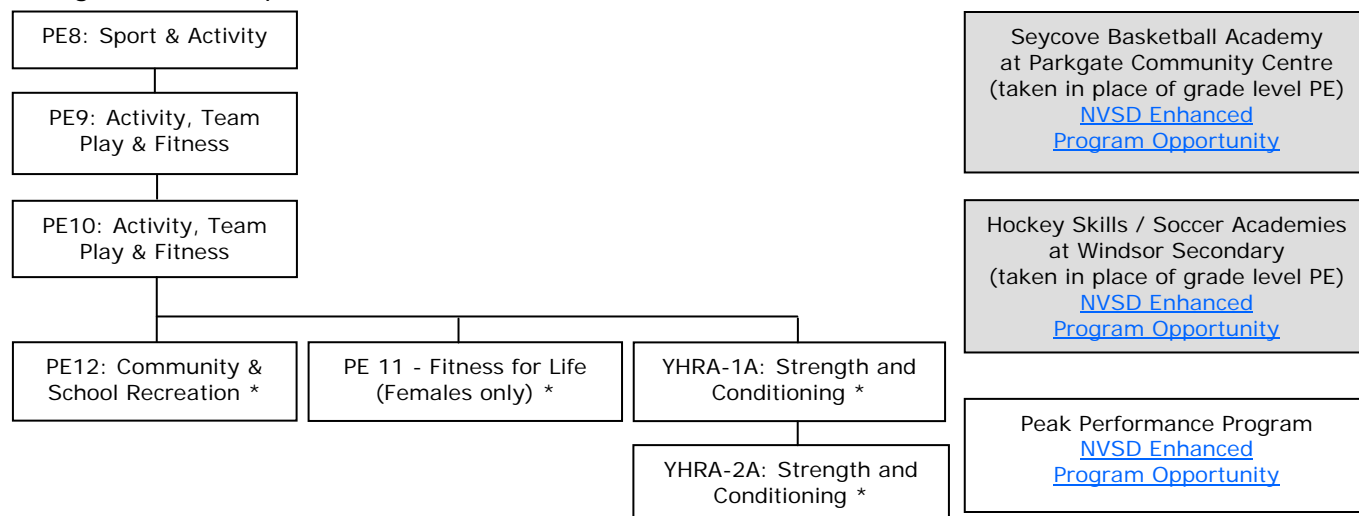 PE8: Sport & Activity
PE9: Activity, Team
Play & Fitness
PE10: Activity, Team
Play & Fitness
PE12: Community &
School Recreation *
PE 11 - Fitness for Life
(Females only) *
YHRA-1A: Strength and
Conditioning *
YHRA-2A: Strength and
Conditioning *
Seycove Basketball Academy
at Parkgate Community Centre
(taken in place of grade level PE)
NVSD Enhanced
Program Opportunity
Hockey Skills / Soccer Academies
at Windsor Secondary
(taken in place of grade level PE)
NVSD Enhanced
Program Opportunity
Peak Performance Program
NVSD Enhanced
Program Opportunity